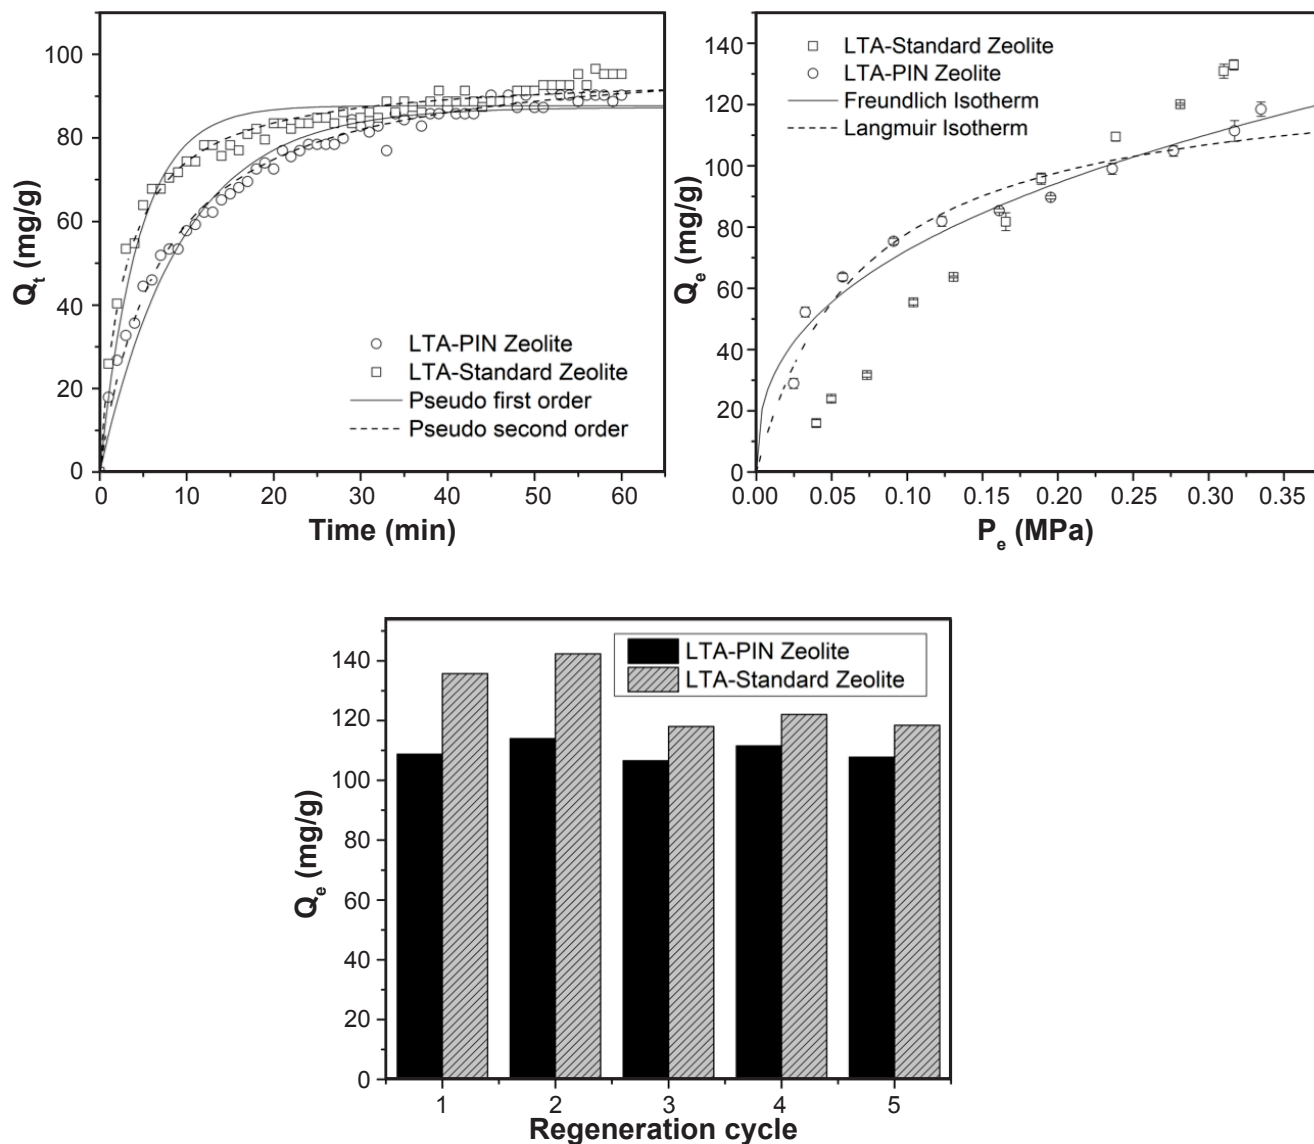 100
80
60
40
20
0
Q_t (mg/g)
LTA-PIN Zeolite
LTA-Standard Zeolite
Pseudo first order
Pseudo second order
0 10 20 30 40 50 60
Time (min)
140
120
100
80
60
40
20
0
Q_e (mg/g)
LTA-Standard Zeolite
LTA-PIN Zeolite
Freundlich Isotherm
Langmuir Isotherm
0.00 0.05 0.10 0.15 0.20 0.25 0.30 0.35
P_e (MPa)
140
120
100
80
60
40
20
0
Q_e (mg/g)
LTA-PIN Zeolite
LTA-Standard Zeolite
1 2 3 4 5
Regeneration cycle